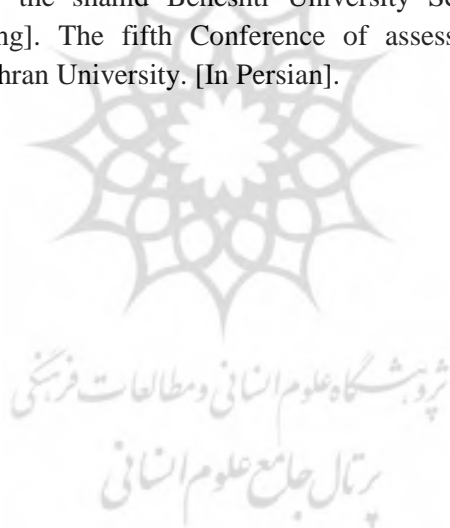 the shahid Beheshti University Se
ng]. The fifth Conference of assess
hran University. [In Persian].
پژوهشگاه علوم انسانی و مطالعات فرهنگی
پرتال جامع علوم انسانی